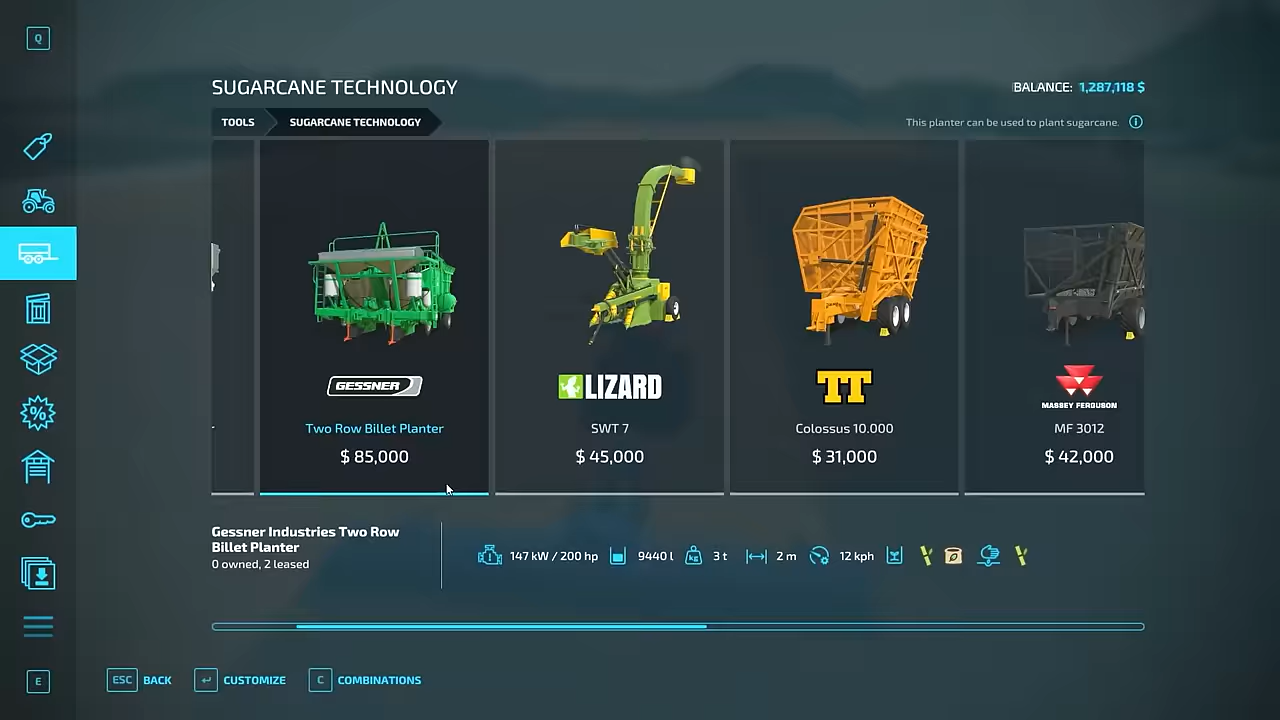 Q
SUGARCANE TECHNOLOGY
BALANCE: 1,287,118 $
TOOLS
SUGARCANE TECHNOLOGY
This planter can be used to plant sugarcane.
GESSNER
Two Row Billet Planter
$ 85,000
LIZARD
SWT 7
$ 45,000
TT
Colossus 10.000
$ 31,000
MASSEY FERGUSON
MF 3012
$ 42,000
Gessner Industries Two Row
Billet Planter
0 owned, 2 leased
147 kW / 200 hp
9440 l
kg
3 t
2 m
12 kph
E
ESC BACK
CUSTOMIZE
C COMBINATIONS